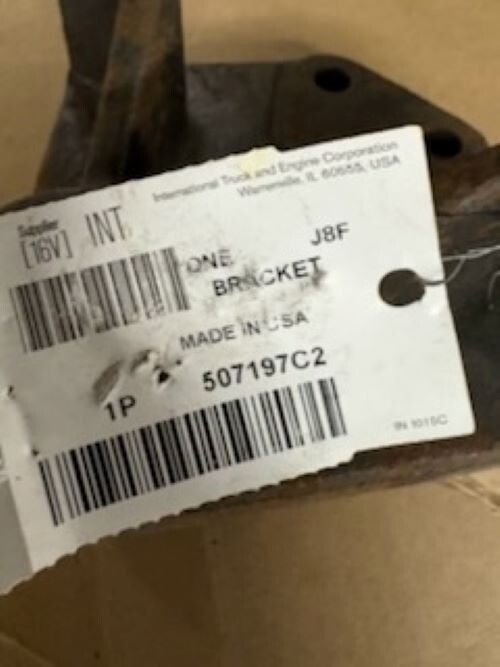 International Truck and Engine Corporation
Warrenville, IL 60555, USA
Supplier
[16V] INT
ONE J8F
BRACKET
MADE IN USA
1P 507197C2
IN 1015C